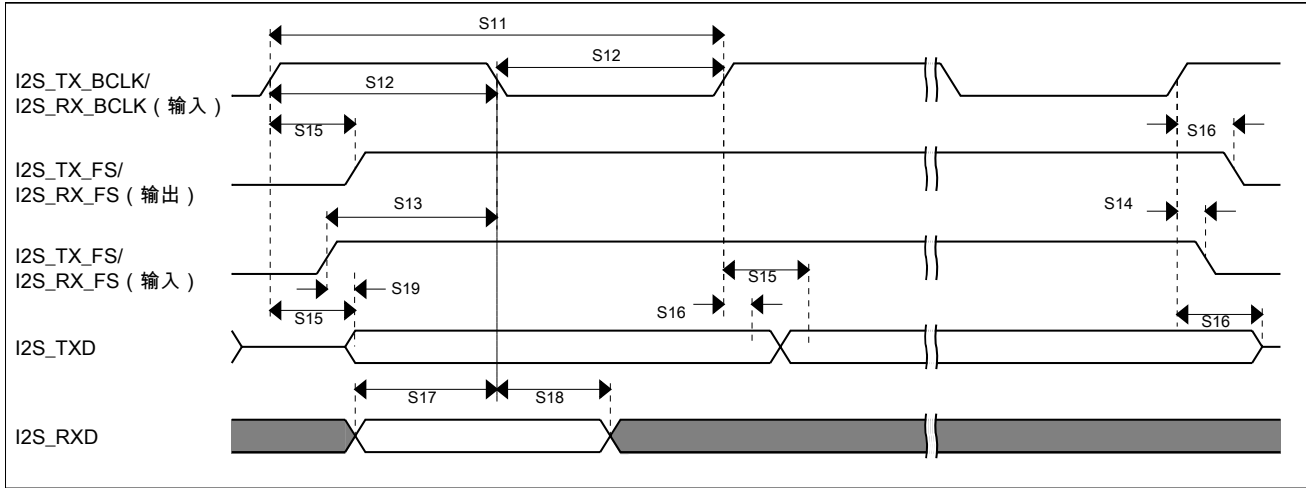 S11
I2S_TX_BCLK/
I2S_RX_BCLK（输入）
S12
S12
S15
S16
I2S_TX_FS/
I2S_RX_FS（输出）
S13
S14
I2S_TX_FS/
I2S_RX_FS（输入）
S19
S15
S15
S16
S16
I2S_TXD
S17
S18
I2S_RXD